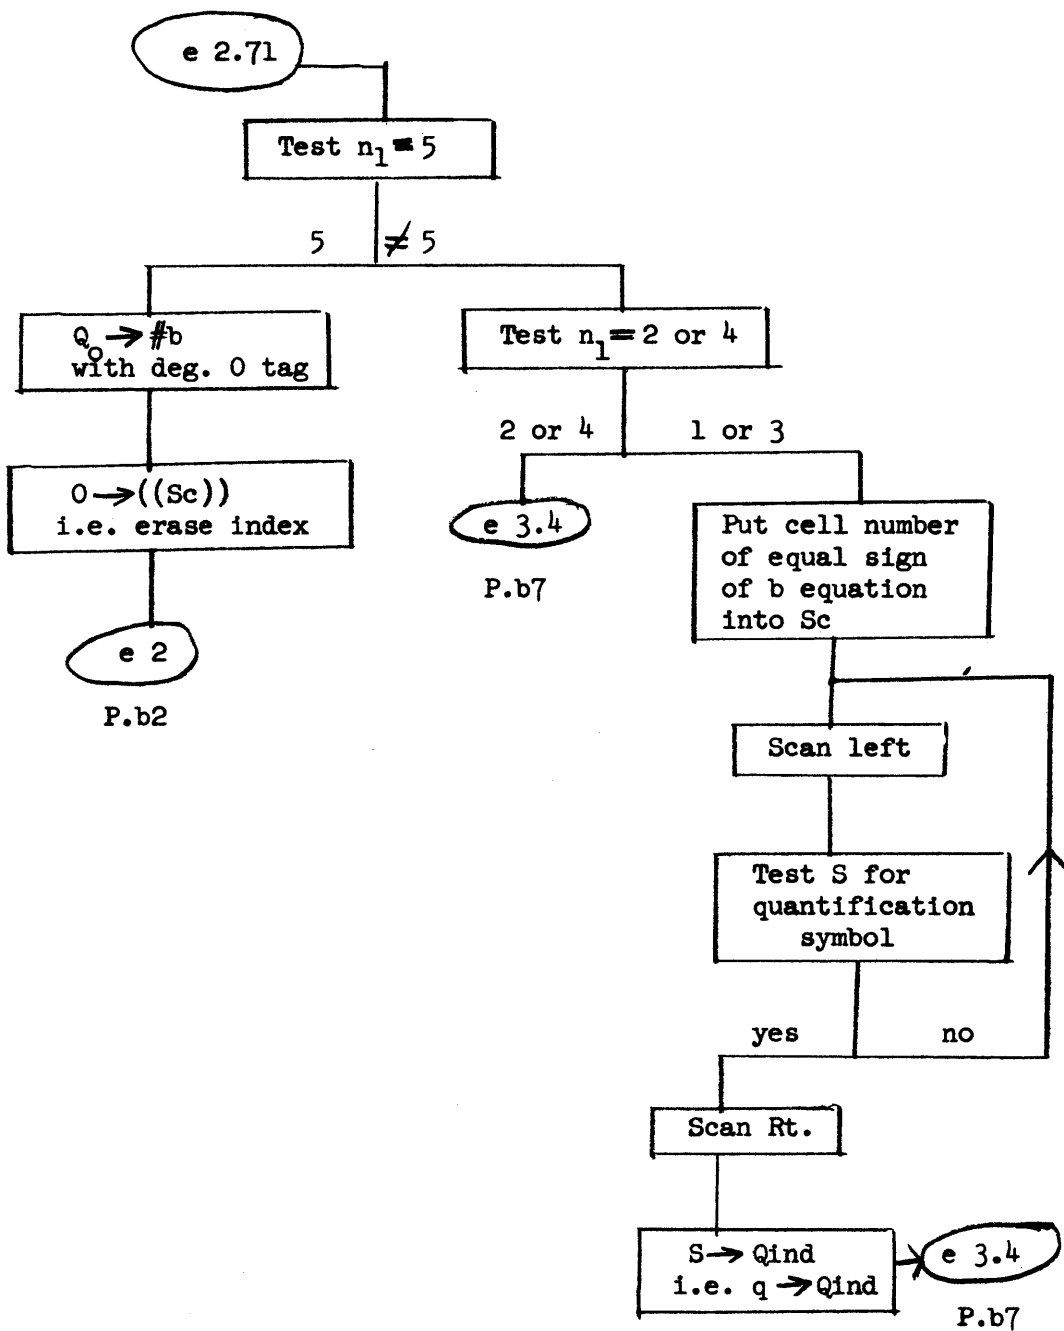 e 2.71
Test n1 = 5
5 ≠ 5
Q0 → #b
with deg. 0 tag
0 → ((Sc))
i.e. erase index
e 2
P.b2
Test n1 = 2 or 4
2 or 4 1 or 3
e 3.4
P.b7
Put cell number
of equal sign
of b equation
into Sc
Scan left
Test S for
quantification
symbol
yes no
Scan Rt.
S → Qind
i.e. q → Qind
e 3.4
P.b7